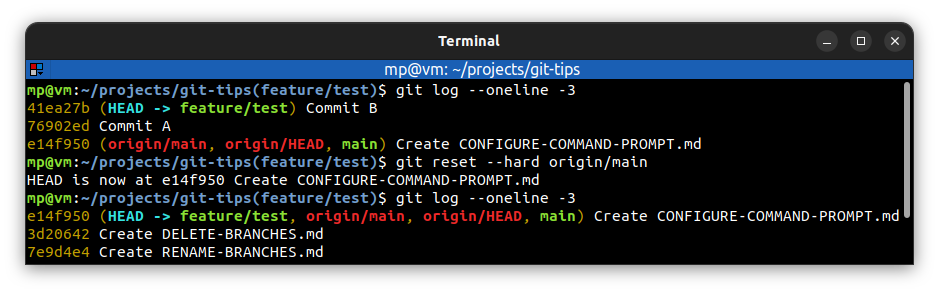 Terminal
mp@vm: ~/projects/git-tips
mp@vm:~/projects/git-tips(feature/test)$ git log --oneline -3
41ea27b (HEAD -> feature/test) Commit B
76902ed Commit A
e14f950 (origin/main, origin/HEAD, main) Create CONFIGURE-COMMAND-PROMPT.md
mp@vm:~/projects/git-tips(feature/test)$ git reset --hard origin/main
HEAD is now at e14f950 Create CONFIGURE-COMMAND-PROMPT.md
mp@vm:~/projects/git-tips(feature/test)$ git log --oneline -3
e14f950 (HEAD -> feature/test, origin/main, origin/HEAD, main) Create CONFIGURE-COMMAND-PROMPT.md
3d20642 Create DELETE-BRANCHES.md
7e9d4e4 Create RENAME-BRANCHES.md